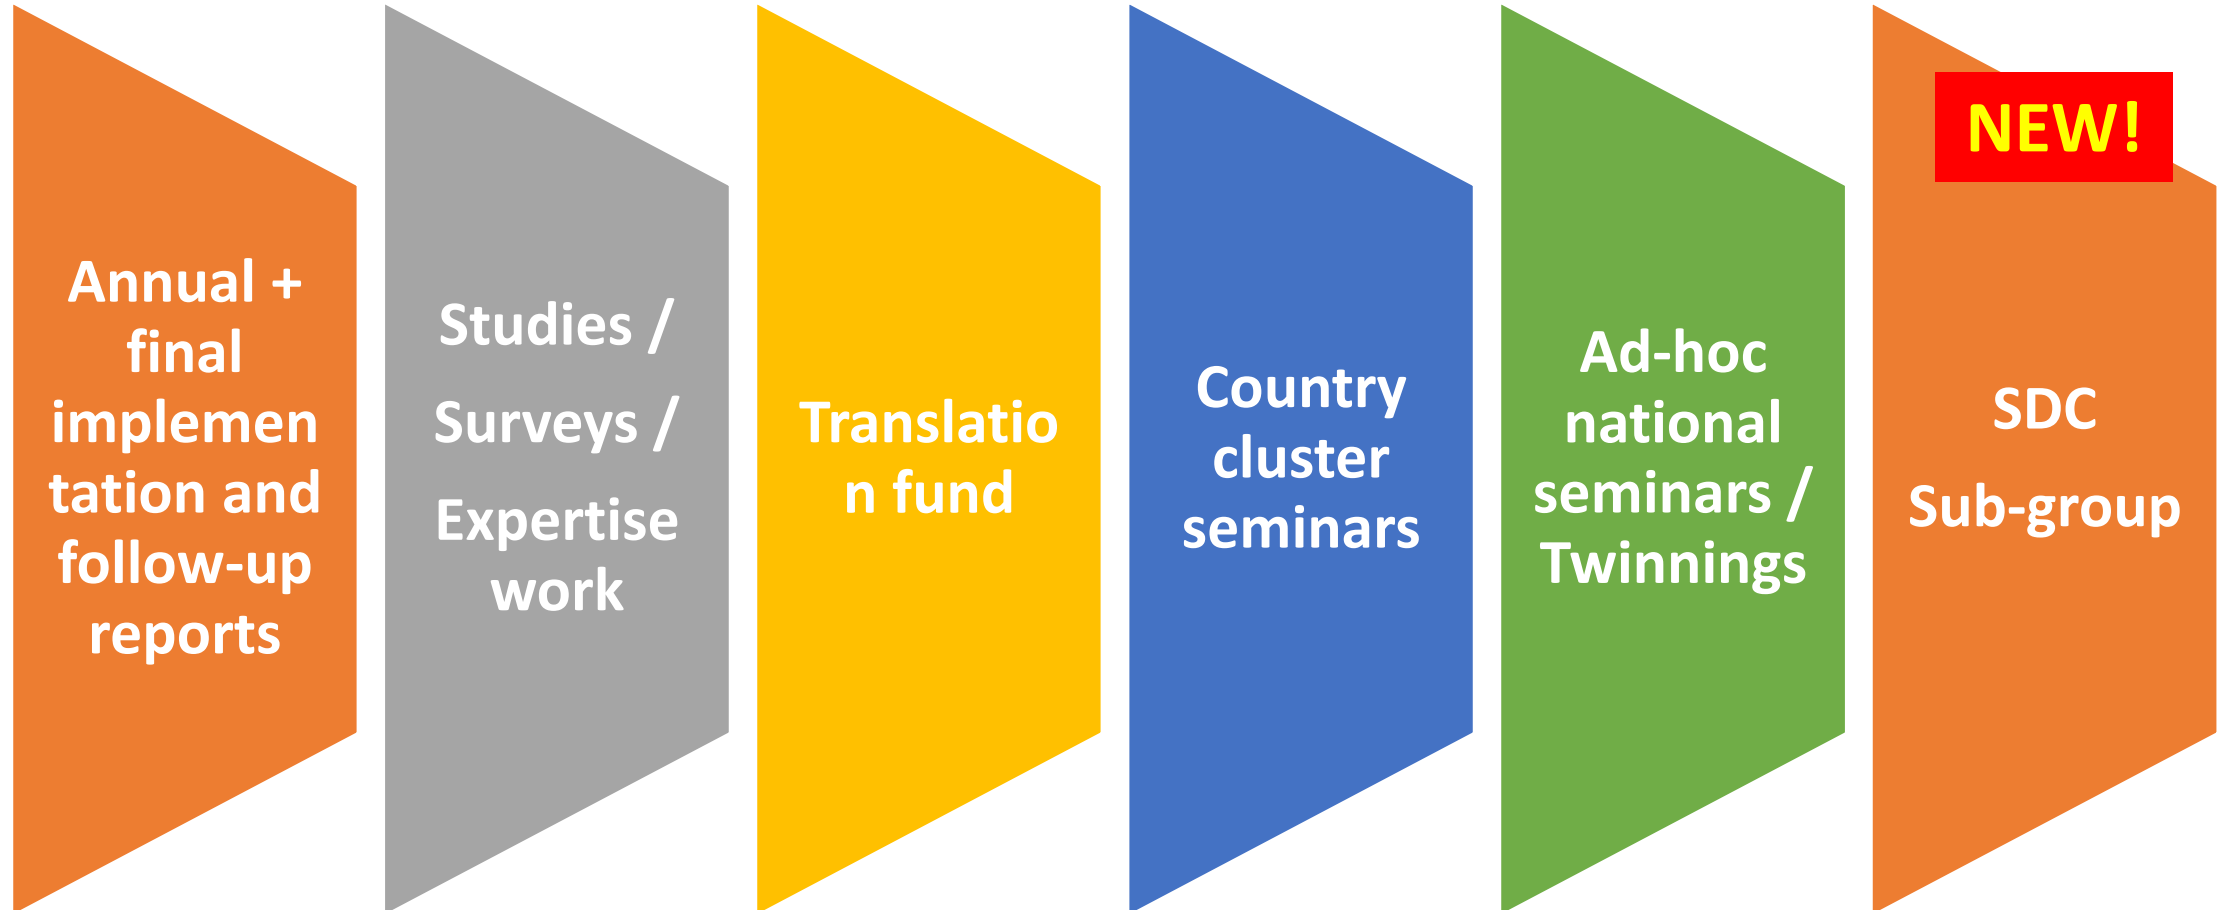 Annual +
final
implemen
tation and
follow-up
reports
Studies /
Surveys /
Expertise
work
Translatio
n fund
Country
cluster
seminars
Ad-hoc
national
seminars /
Twinnings
NEW!
SDC
Sub-group